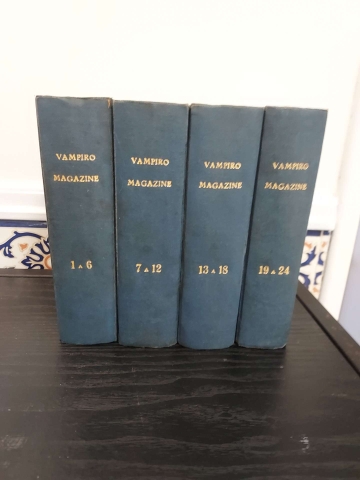 VAMPIRO
MAGAZINE
1 A 6
VAMPIRO
MAGAZINE
7 A 12
VAMPIRO
MAGAZINE
13 A 18
VAMPIRO
MAGAZINE
19 A 24